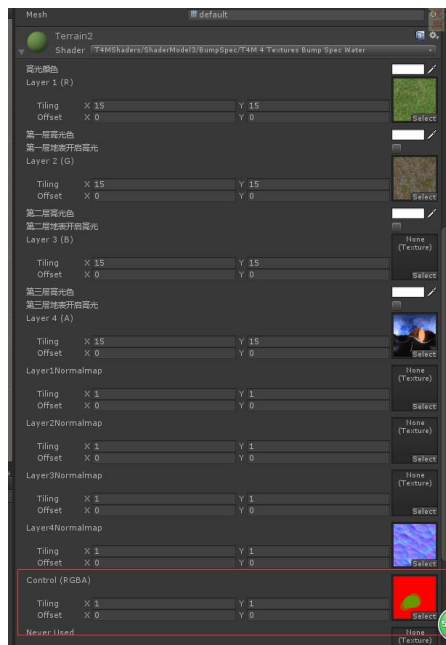 Mesh default
Terrain2
Shader T4MShaders/ShaderModel3/BumpSpec/T4M 4 Textures Bump Spec Water
高光颜色
Layer 1 (R)
Tiling X 15 Y 15
Offset X 0 Y 0
Select
第一层高光色
第一层地表开启高光
Layer 2 (G)
Tiling X 15 Y 15
Offset X 0 Y 0
Select
第二层高光色
第二层地表开启高光
Layer 3 (B)
None
(Texture)
Tiling X 15 Y 15
Offset X 0 Y 0
Select
第三层高光色
第三层地表开启高光
Layer 4 (A)
Tiling X 15 Y 15
Offset X 0 Y 0
Select
Layer1Normalmap
None
(Texture)
Tiling X 1 Y 1
Offset X 0 Y 0
Select
Layer2Normalmap
None
(Texture)
Tiling X 1 Y 1
Offset X 0 Y 0
Select
Layer3Normalmap
None
(Texture)
Tiling X 1 Y 1
Offset X 0 Y 0
Select
Layer4Normalmap
Tiling X 1 Y 1
Offset X 0 Y 0
Select
Control (RGBA)
Tiling X 1 Y 1
Offset X 0 Y 0
Select
Never Used
None
(Texture)